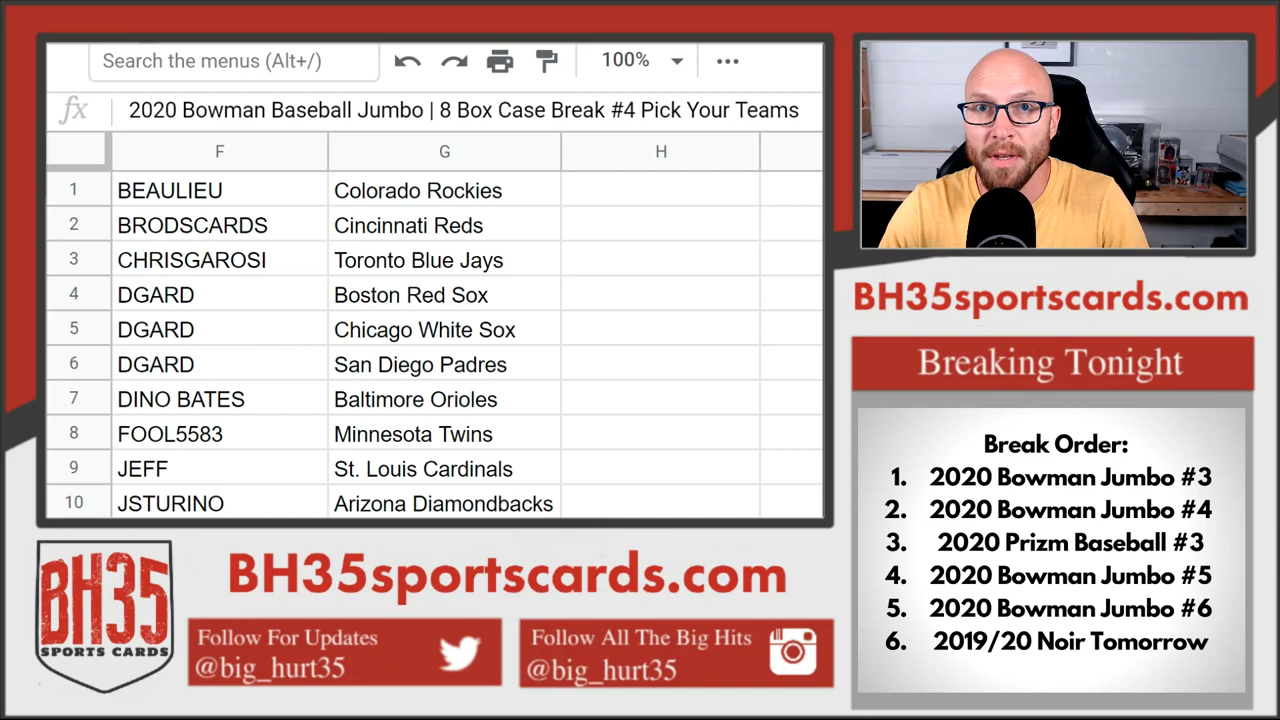 Search the menus (Alt+/)
100%
fx
2020 Bowman Baseball Jumbo | 8 Box Case Break #4 Pick Your Teams
F G H
1 BEAULIEU Colorado Rockies
2 BRODSCARDS Cincinnati Reds
3 CHRISGAROSI Toronto Blue Jays
4 DGARD Boston Red Sox
5 DGARD Chicago White Sox
6 DGARD San Diego Padres
7 DINO BATES Baltimore Orioles
8 FOOL5583 Minnesota Twins
9 JEFF St. Louis Cardinals
10 JSTURINO Arizona Diamondbacks
BH35sportscards.com
Breaking Tonight
Break Order:
1. 2020 Bowman Jumbo #3
2. 2020 Bowman Jumbo #4
3. 2020 Prizm Baseball #3
4. 2020 Bowman Jumbo #5
5. 2020 Bowman Jumbo #6
6. 2019/20 Noir Tomorrow
BH35
SPORTS CARDS
BH35sportscards.com
Follow For Updates
@big_hurt35
Follow All The Big Hits
@big_hurt35